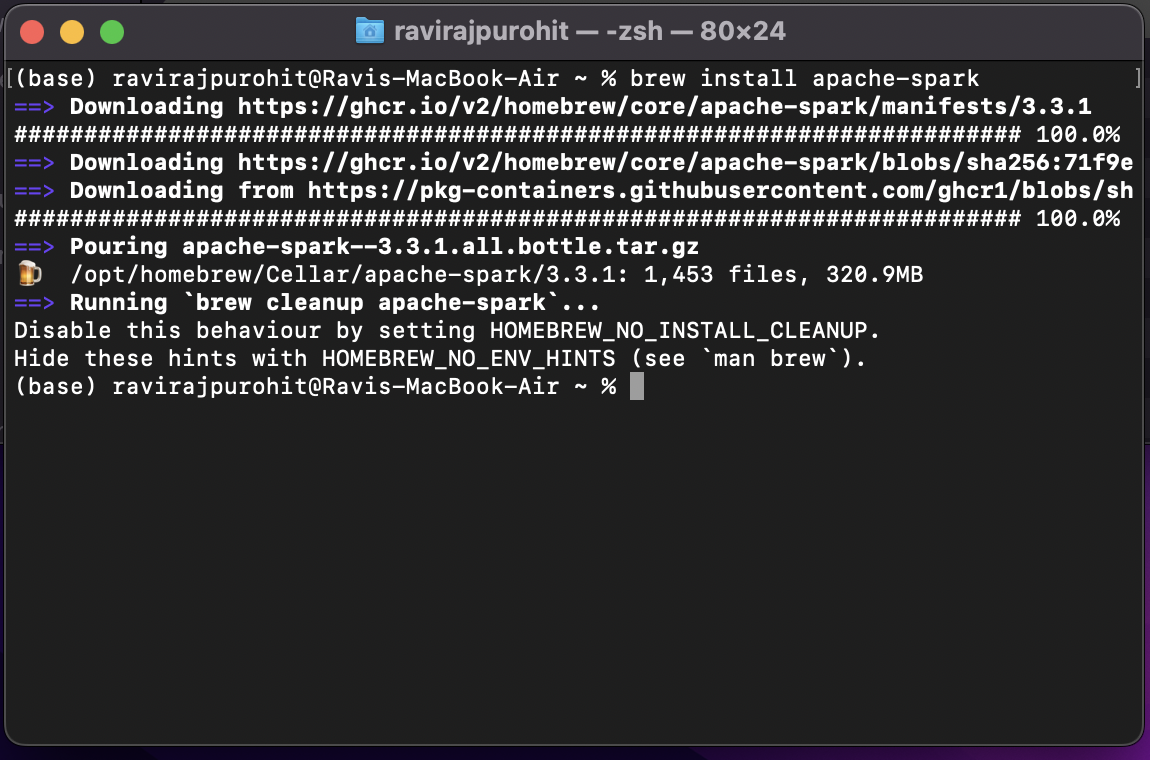 ravirajpurohit — -zsh — 80×24
[(base) ravirajpurohit@Ravis-MacBook-Air ~ % brew install apache-spark ]
==> Downloading https://ghcr.io/v2/homebrew/core/apache-spark/manifests/3.3.1
######################################################################## 100.0%
==> Downloading https://ghcr.io/v2/homebrew/core/apache-spark/blobs/sha256:71f9e
==> Downloading from https://pkg-containers.githubusercontent.com/ghcr1/blobs/sh
######################################################################## 100.0%
==> Pouring apache-spark--3.3.1.all.bottle.tar.gz
🍺 /opt/homebrew/Cellar/apache-spark/3.3.1: 1,453 files, 320.9MB
==> Running `brew cleanup apache-spark`...
Disable this behaviour by setting HOMEBREW_NO_INSTALL_CLEANUP.
Hide these hints with HOMEBREW_NO_ENV_HINTS (see `man brew`).
(base) ravirajpurohit@Ravis-MacBook-Air ~ %